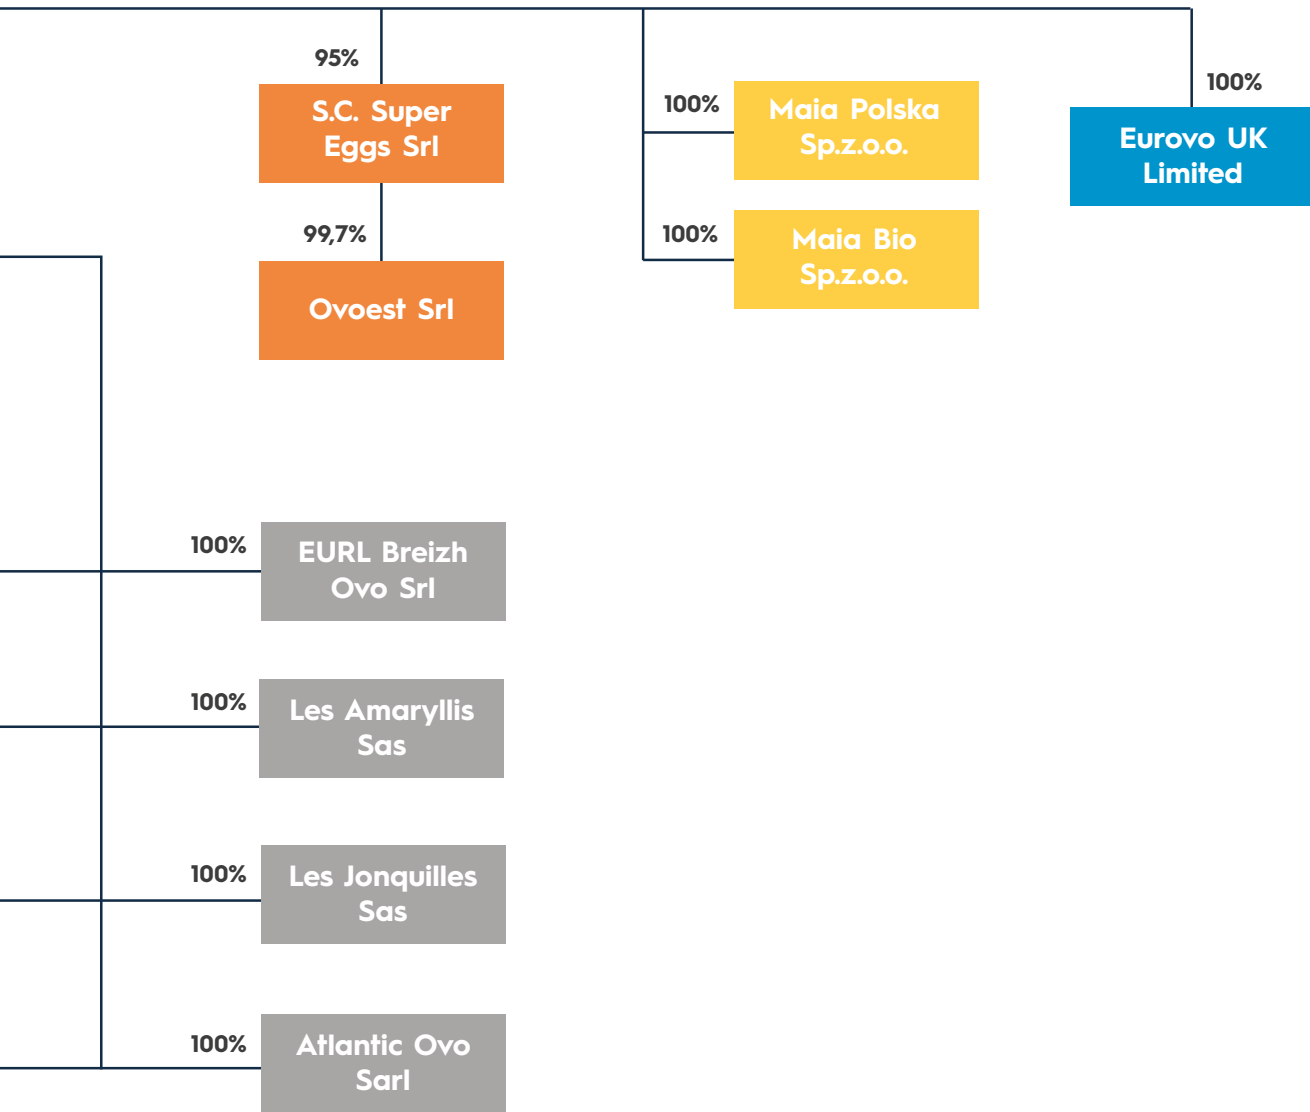 95%
S.C. Super
Eggs Srl
99,7%
Ovoest Srl
100%
Maia Polska
Sp.z.o.o.
100%
Maia Bio
Sp.z.o.o.
100%
Eurovo UK
Limited
100%
EURL Breizh
Ovo Srl
100%
Les Amaryllis
Sas
100%
Les Jonquilles
Sas
100%
Atlantic Ovo
Sarl